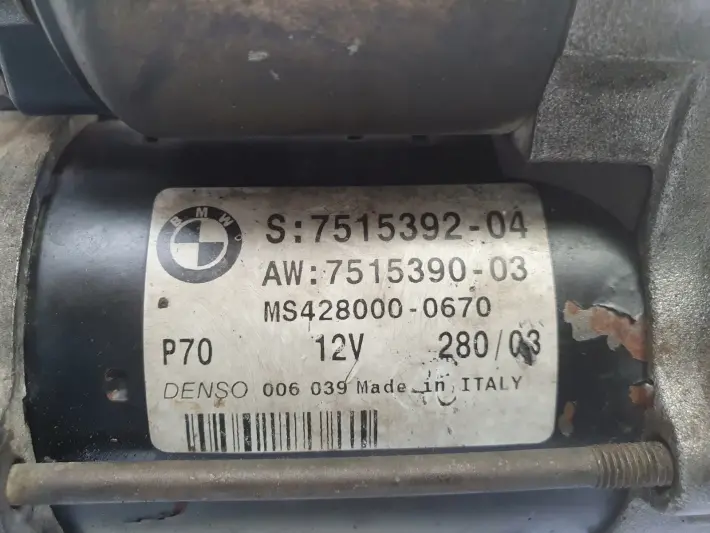 BMW
S:7515392-04
AW:7515390-03
MS428000-0670
P70 12V 280/03
DENSO 006 039 Made in ITALY